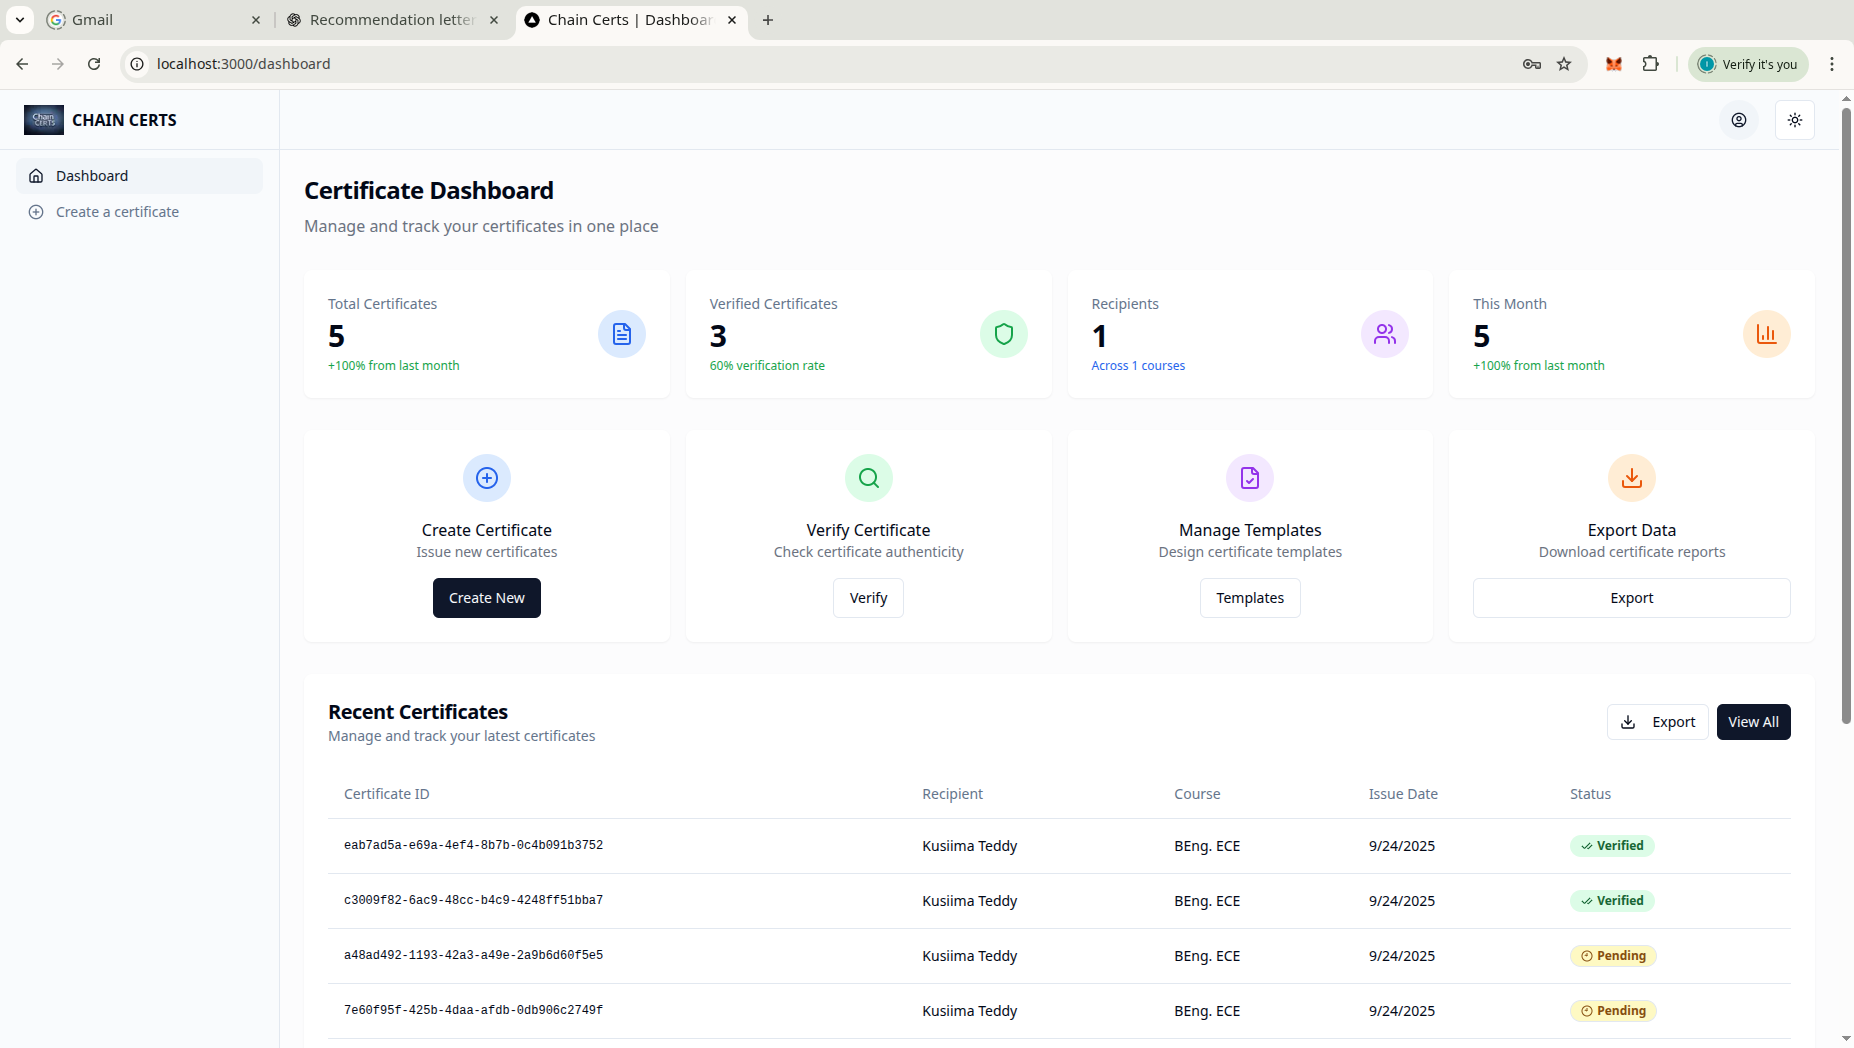 Gmail
Recommendation letter
Chain Certs | Dashboar
localhost:3000/dashboard
Verify it's you
Chain
CERTS
CHAIN CERTS
Dashboard
Create a certificate
Certificate Dashboard
Manage and track your certificates in one place
Total Certificates
5
+100% from last month
Verified Certificates
3
60% verification rate
Recipients
1
Across 1 courses
This Month
5
+100% from last month
Create Certificate
Issue new certificates
Create New
Verify Certificate
Check certificate authenticity
Verify
Manage Templates
Design certificate templates
Templates
Export Data
Download certificate reports
Export
Recent Certificates
Manage and track your latest certificates
Export
View All
Certificate ID Recipient Course Issue Date Status
eab7ad5a-e69a-4ef4-8b7b-0c4b091b3752 Kusiima Teddy BEng. ECE 9/24/2025 Verified
c3009f82-6ac9-48cc-b4c9-4248ff51bba7 Kusiima Teddy BEng. ECE 9/24/2025 Verified
a48ad492-1193-42a3-a49e-2a9b6d60f5e5 Kusiima Teddy BEng. ECE 9/24/2025 Pending
7e60f95f-425b-4daa-afdb-0db906c2749f Kusiima Teddy BEng. ECE 9/24/2025 Pending